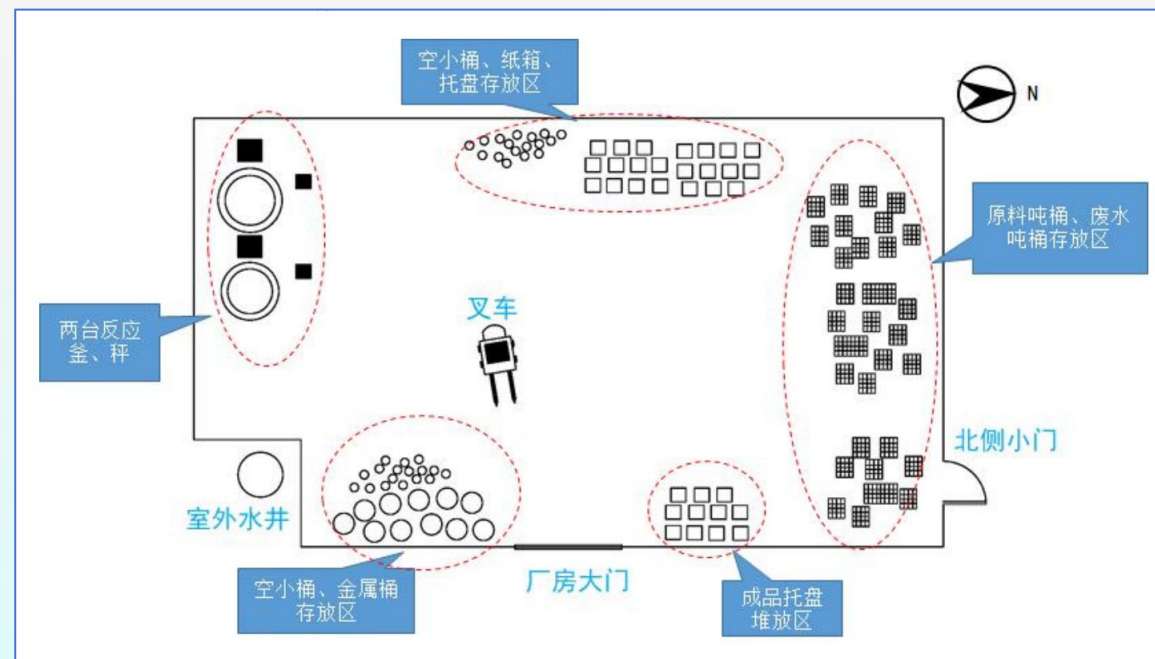 空小桶、纸箱、
托盘存放区
N
原料吨桶、废水
吨桶存放区
叉车
两台反应
釜、秤
北侧小门
室外水井
厂房大门
空小桶、金属桶
存放区
成品托盘
堆放区